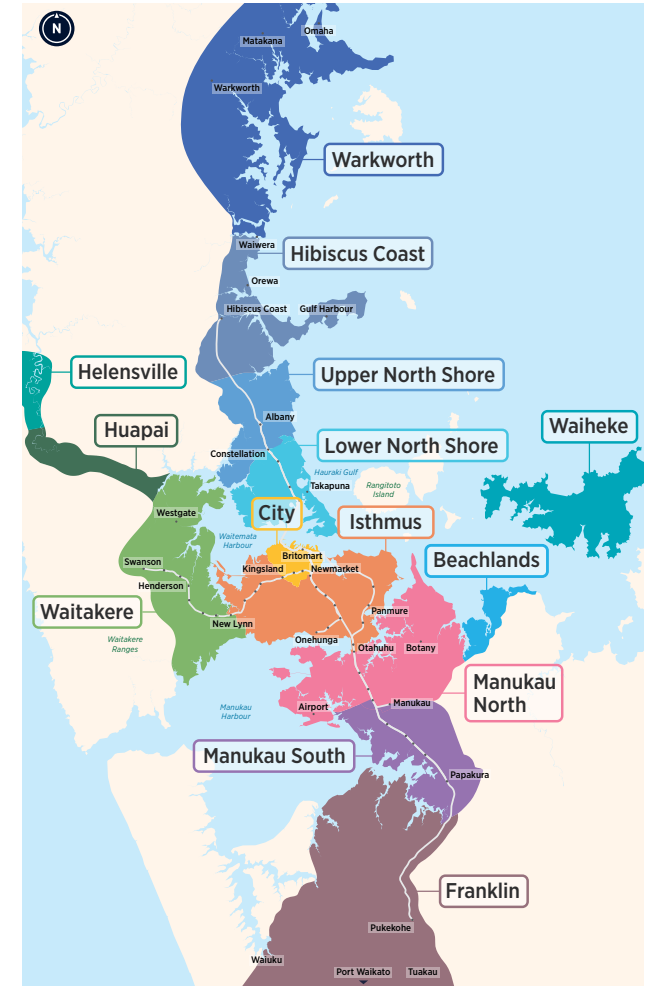 N
Omaha
Matakana
Warkworth
Warkworth
Waiwera
Hibiscus Coast
Orewa
Hibiscus Coast
Gulf Harbour
Helensville
Upper North Shore
Huapai
Albany
Waiheke
Lower North Shore
Constellation
Hauraki Gulf
Takapuna
Rangitoto
Island
Westgate
City
Isthmus
Waitemata
Harbour
Britomart
Swanson
Kingsland
Newmarket
Beachlands
Henderson
Waitakere
Panmure
New Lynn
Onehunga
Otahuhu
Botany
Waitakere
Ranges
Manukau
North
Manukau
Harbour
Airport
Manukau
Manukau South
Papakura
Franklin
Pukekohe
Waiuku
Port Waikato
Tuakau